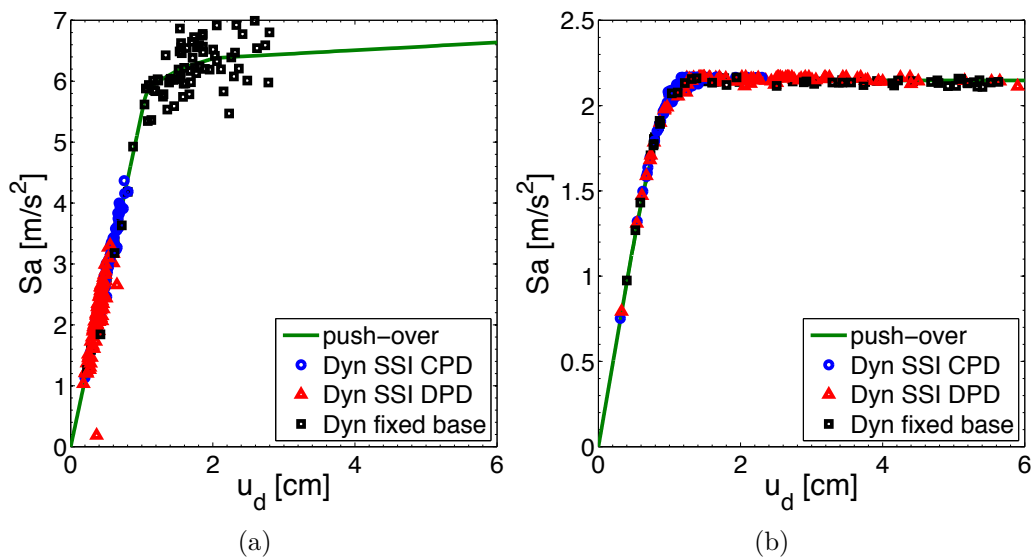 7
6
5
4
3
2
1
0
Sa [m/s²]
0
2
4
6
u_d [cm]
push−over
Dyn SSI CPD
Dyn SSI DPD
Dyn fixed base
(a)
2.5
2
1.5
1
0.5
0
Sa [m/s²]
0
2
4
6
u_d [cm]
push−over
Dyn SSI CPD
Dyn SSI DPD
Dyn fixed base
(b)